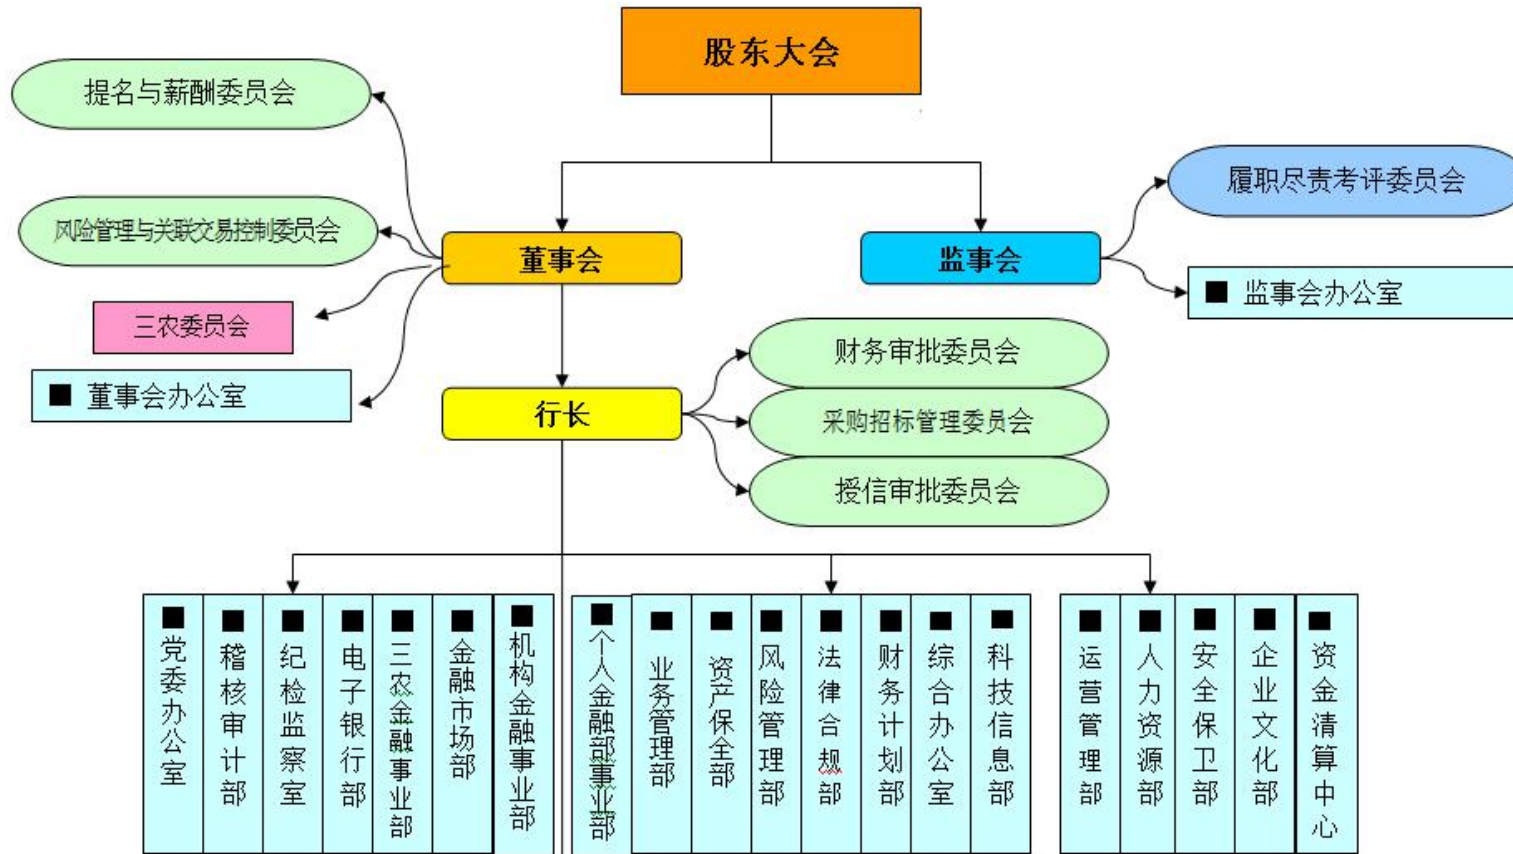 股东大会
提名与薪酬委员会
履职尽责考评委员会
风险管理与关联交易控制委员会
董事会
监事会
■ 监事会办公室
三农委员会
财务审批委员会
■ 董事会办公室
行长
采购招标管理委员会
授信审批委员会
■党委办公室
■稽核审计部
■纪检监察室
■电子银行部
■三农金融事业部
■金融市场部
■机构金融事业部
■个人金融部事业部
■业务管理部
■资产保全部
■风险管理部
■法律合规部
■财务计划部
■综合办公室
■科技信息部
■运营管理部
■人力资源部
■安全保卫部
■企业文化部
■资金清算中心